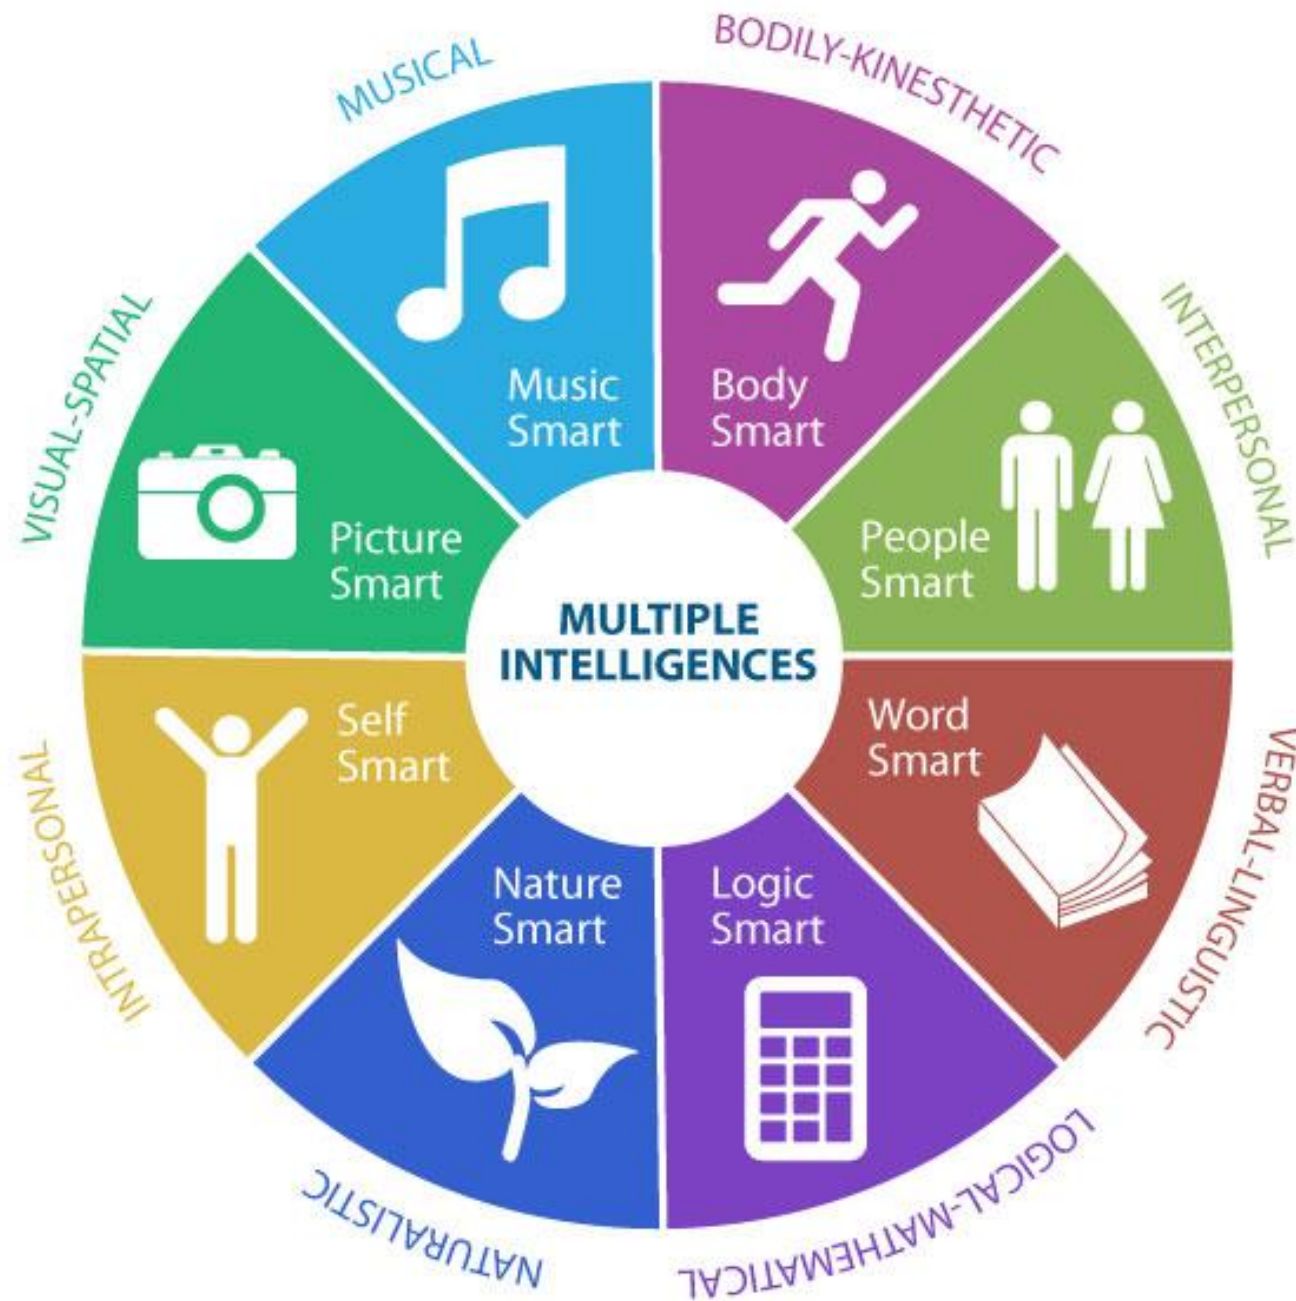 MUSICAL
BODILY-KINESTHETIC
INTERPERSONAL
VERBAL-LINGUISTIC
LOGICAL-MATHEMATICAL
NATURALISTIC
INTRAPERSONAL
VISUAL-SPATIAL
Music
Smart
Body
Smart
People
Smart
Word
Smart
Logic
Smart
Nature
Smart
Self
Smart
Picture
Smart
MULTIPLE
INTELLIGENCES